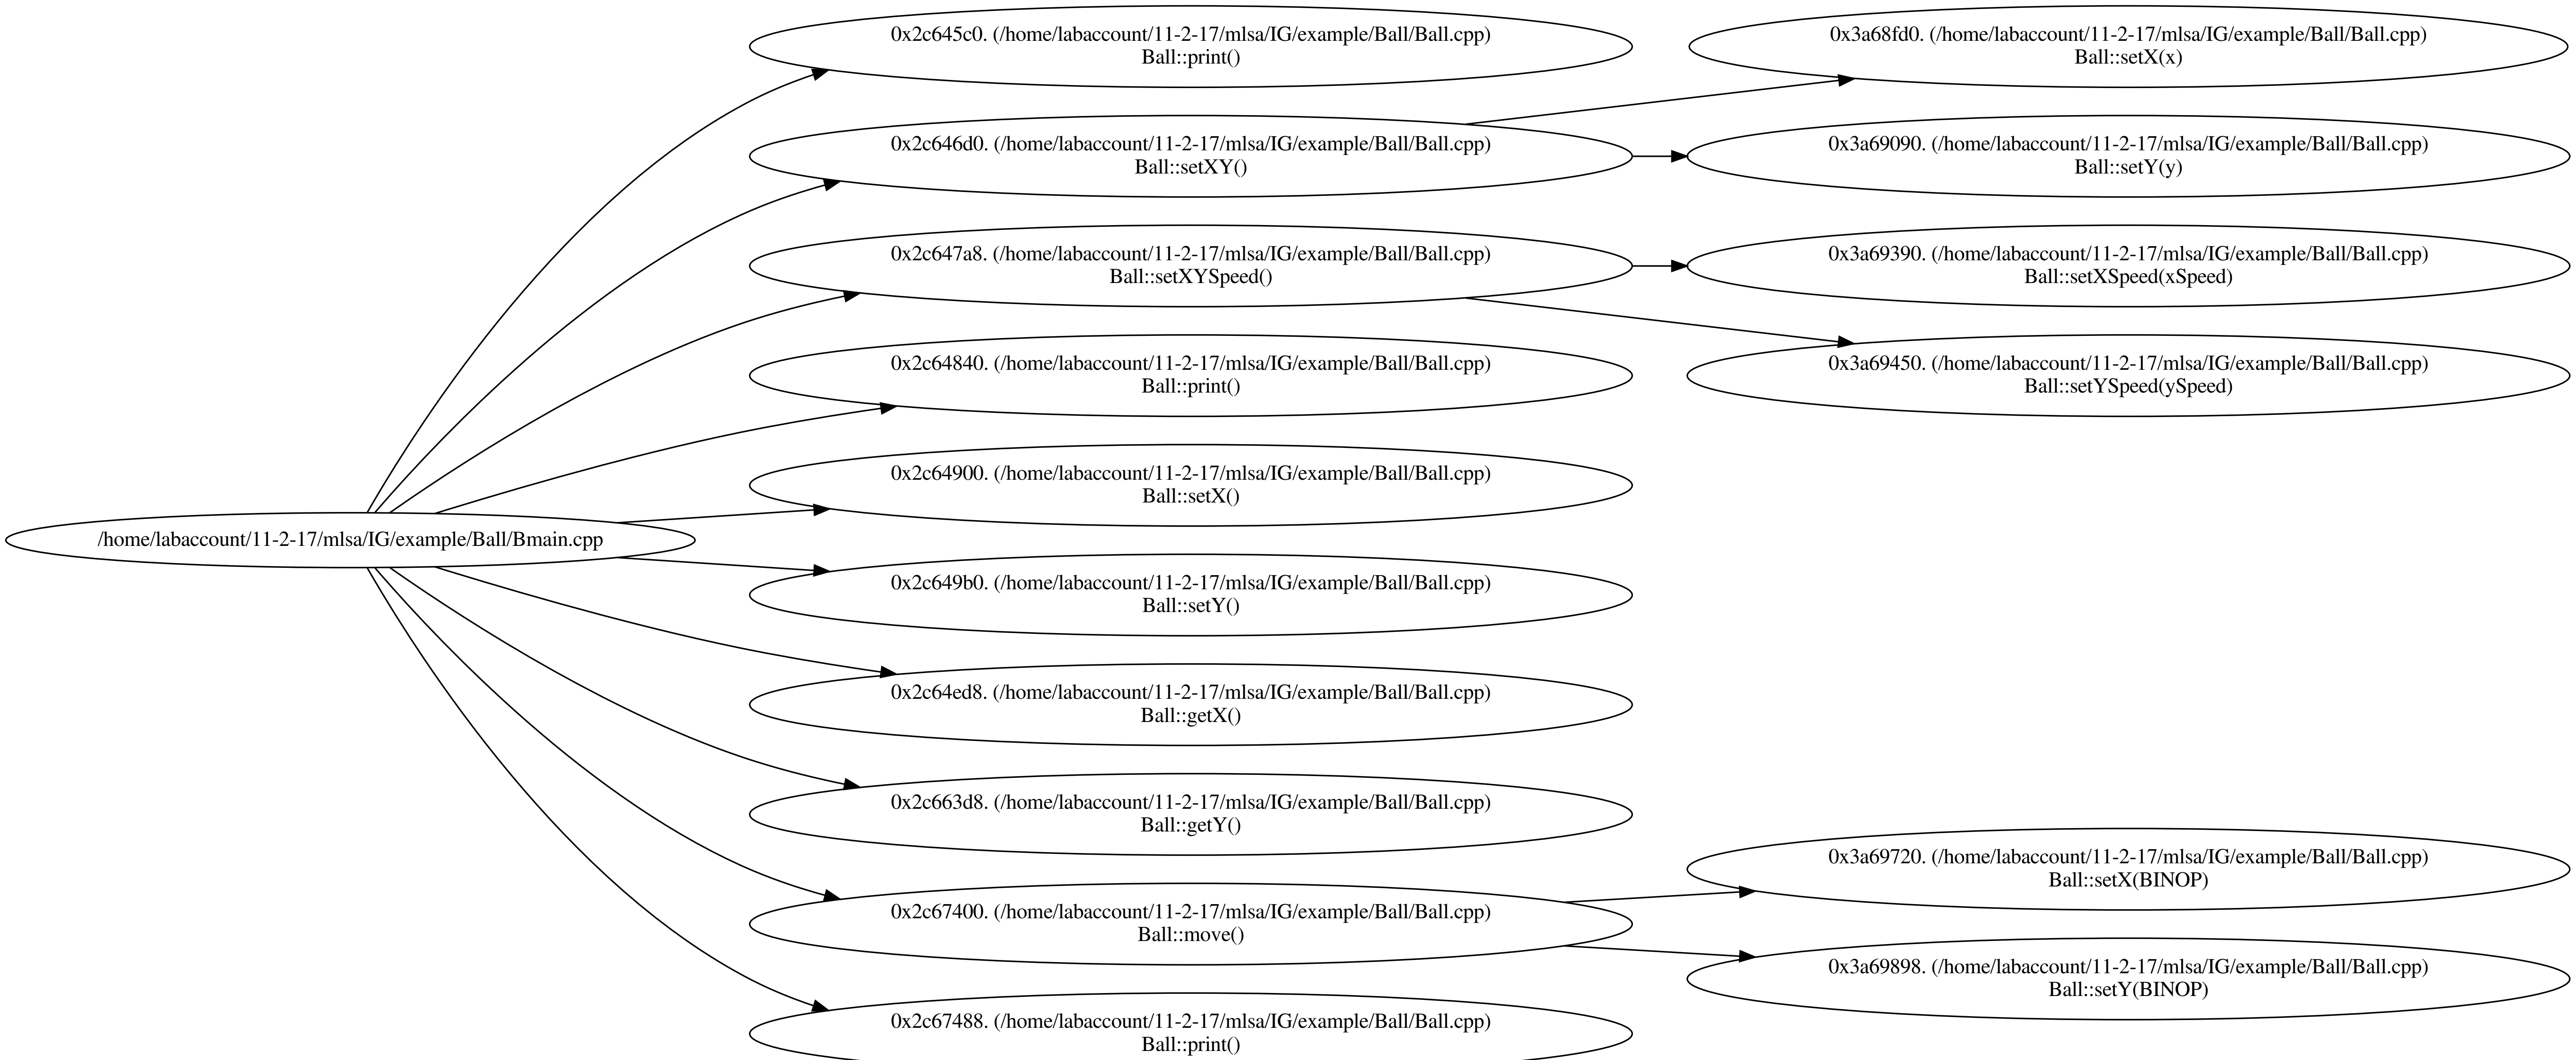 /home/labaccount/11-2-17/mlsa/IG/example/Ball/Bmain.cpp
0x2c645c0. (/home/labaccount/11-2-17/mlsa/IG/example/Ball/Ball.cpp)
Ball::print()
0x2c646d0. (/home/labaccount/11-2-17/mlsa/IG/example/Ball/Ball.cpp)
Ball::setXY()
0x2c647a8. (/home/labaccount/11-2-17/mlsa/IG/example/Ball/Ball.cpp)
Ball::setXYSpeed()
0x2c64840. (/home/labaccount/11-2-17/mlsa/IG/example/Ball/Ball.cpp)
Ball::print()
0x2c64900. (/home/labaccount/11-2-17/mlsa/IG/example/Ball/Ball.cpp)
Ball::setX()
0x2c649b0. (/home/labaccount/11-2-17/mlsa/IG/example/Ball/Ball.cpp)
Ball::setY()
0x2c64ed8. (/home/labaccount/11-2-17/mlsa/IG/example/Ball/Ball.cpp)
Ball::getX()
0x2c663d8. (/home/labaccount/11-2-17/mlsa/IG/example/Ball/Ball.cpp)
Ball::getY()
0x2c67400. (/home/labaccount/11-2-17/mlsa/IG/example/Ball/Ball.cpp)
Ball::move()
0x2c67488. (/home/labaccount/11-2-17/mlsa/IG/example/Ball/Ball.cpp)
Ball::print()
0x3a68fd0. (/home/labaccount/11-2-17/mlsa/IG/example/Ball/Ball.cpp)
Ball::setX(x)
0x3a69090. (/home/labaccount/11-2-17/mlsa/IG/example/Ball/Ball.cpp)
Ball::setY(y)
0x3a69390. (/home/labaccount/11-2-17/mlsa/IG/example/Ball/Ball.cpp)
Ball::setXSpeed(xSpeed)
0x3a69450. (/home/labaccount/11-2-17/mlsa/IG/example/Ball/Ball.cpp)
Ball::setYSpeed(ySpeed)
0x3a69720. (/home/labaccount/11-2-17/mlsa/IG/example/Ball/Ball.cpp)
Ball::setX(BINOP)
0x3a69898. (/home/labaccount/11-2-17/mlsa/IG/example/Ball/Ball.cpp)
Ball::setY(BINOP)